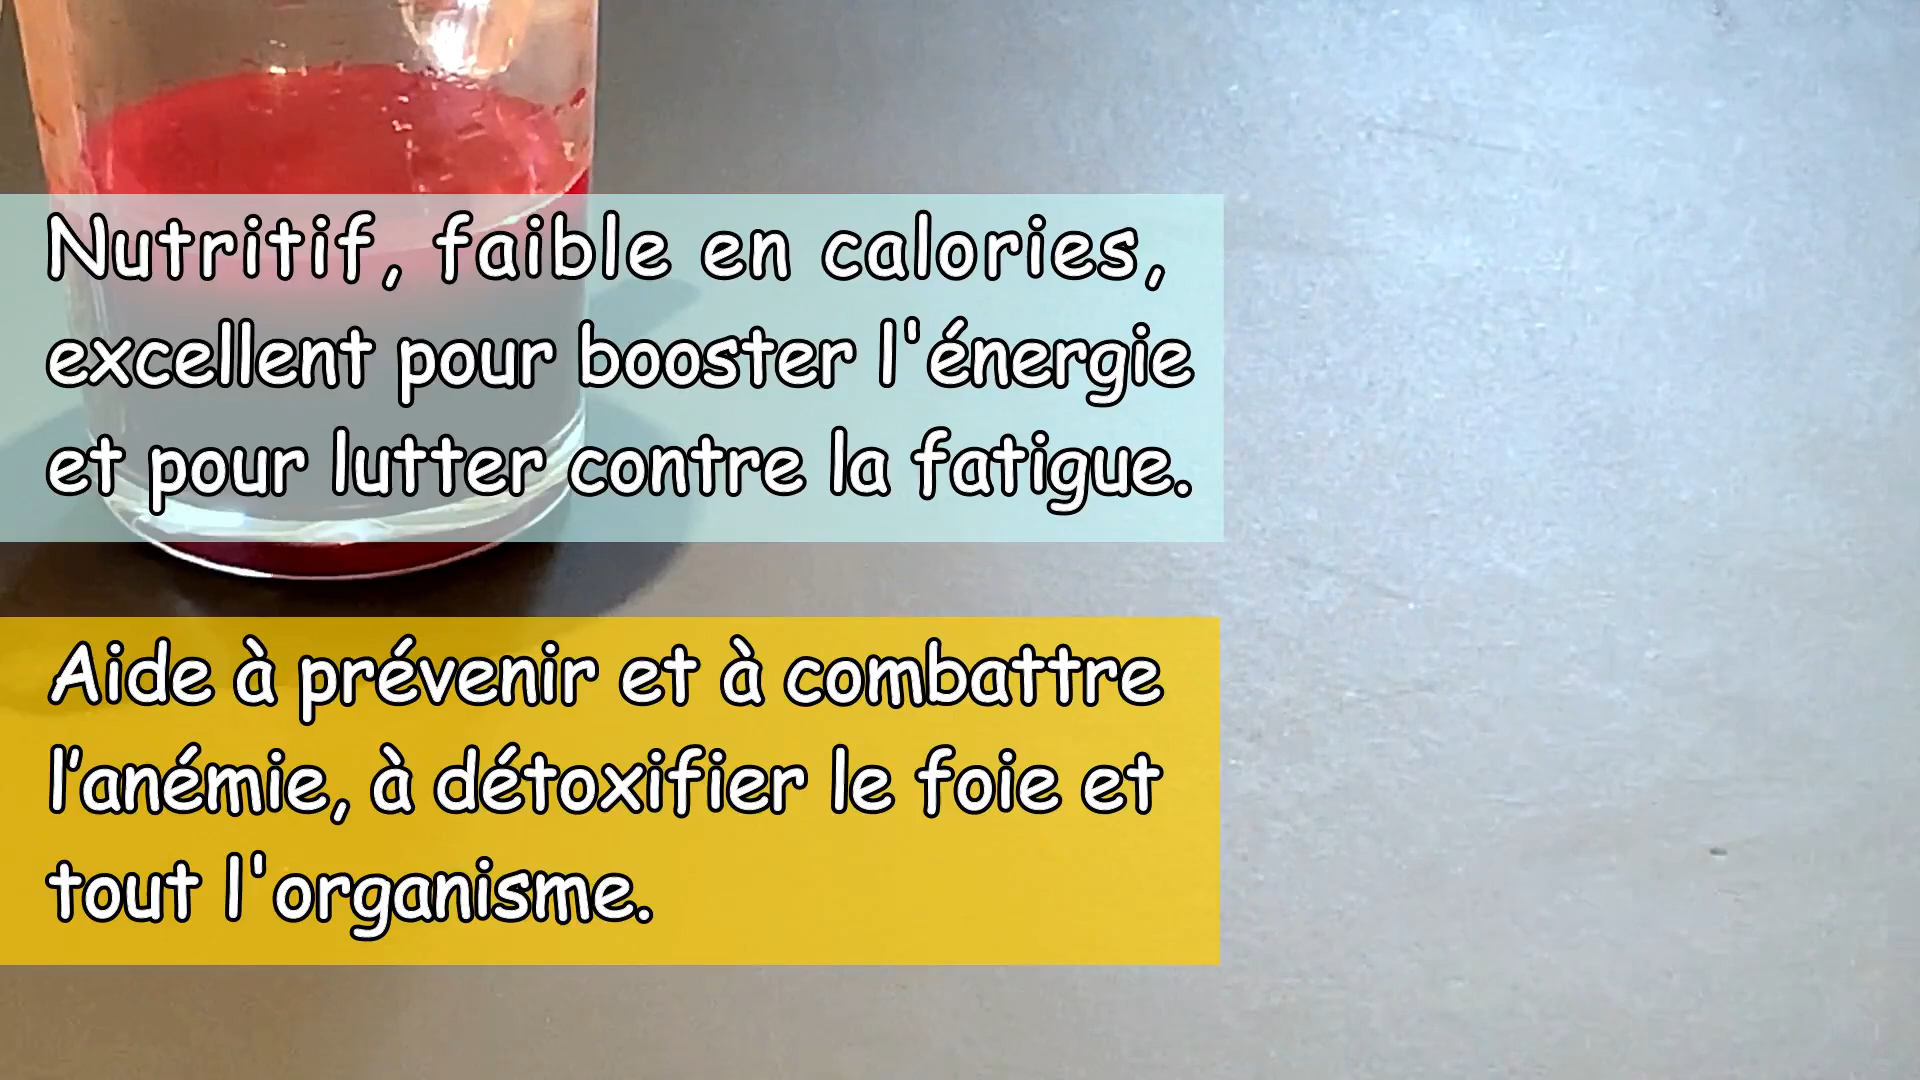 Nutritif, faible en calories,
excellent pour booster l'énergie
et pour lutter contre la fatigue.
Aide à prévenir et à combattre
l’anémie, à détoxifier le foie et
tout l'organisme.